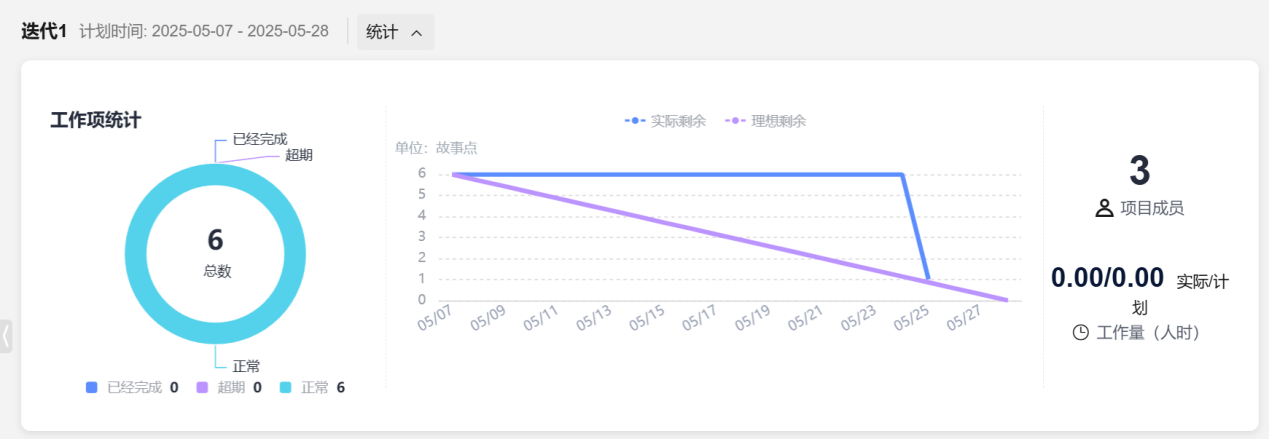 迭代1 计划时间: 2025-05-07 - 2025-05-28 统计
工作项统计
已经完成
超期
6
总数
正常
已经完成 0 超期 0 正常 6
实际剩余 理想剩余
单位：故事点
6
5
4
3
2
1
0
05/07 05/09 05/11 05/13 05/15 05/17 05/19 05/21 05/23 05/25 05/27
3
项目成员
0.00/0.00 实际/计
划
工作量（人时）